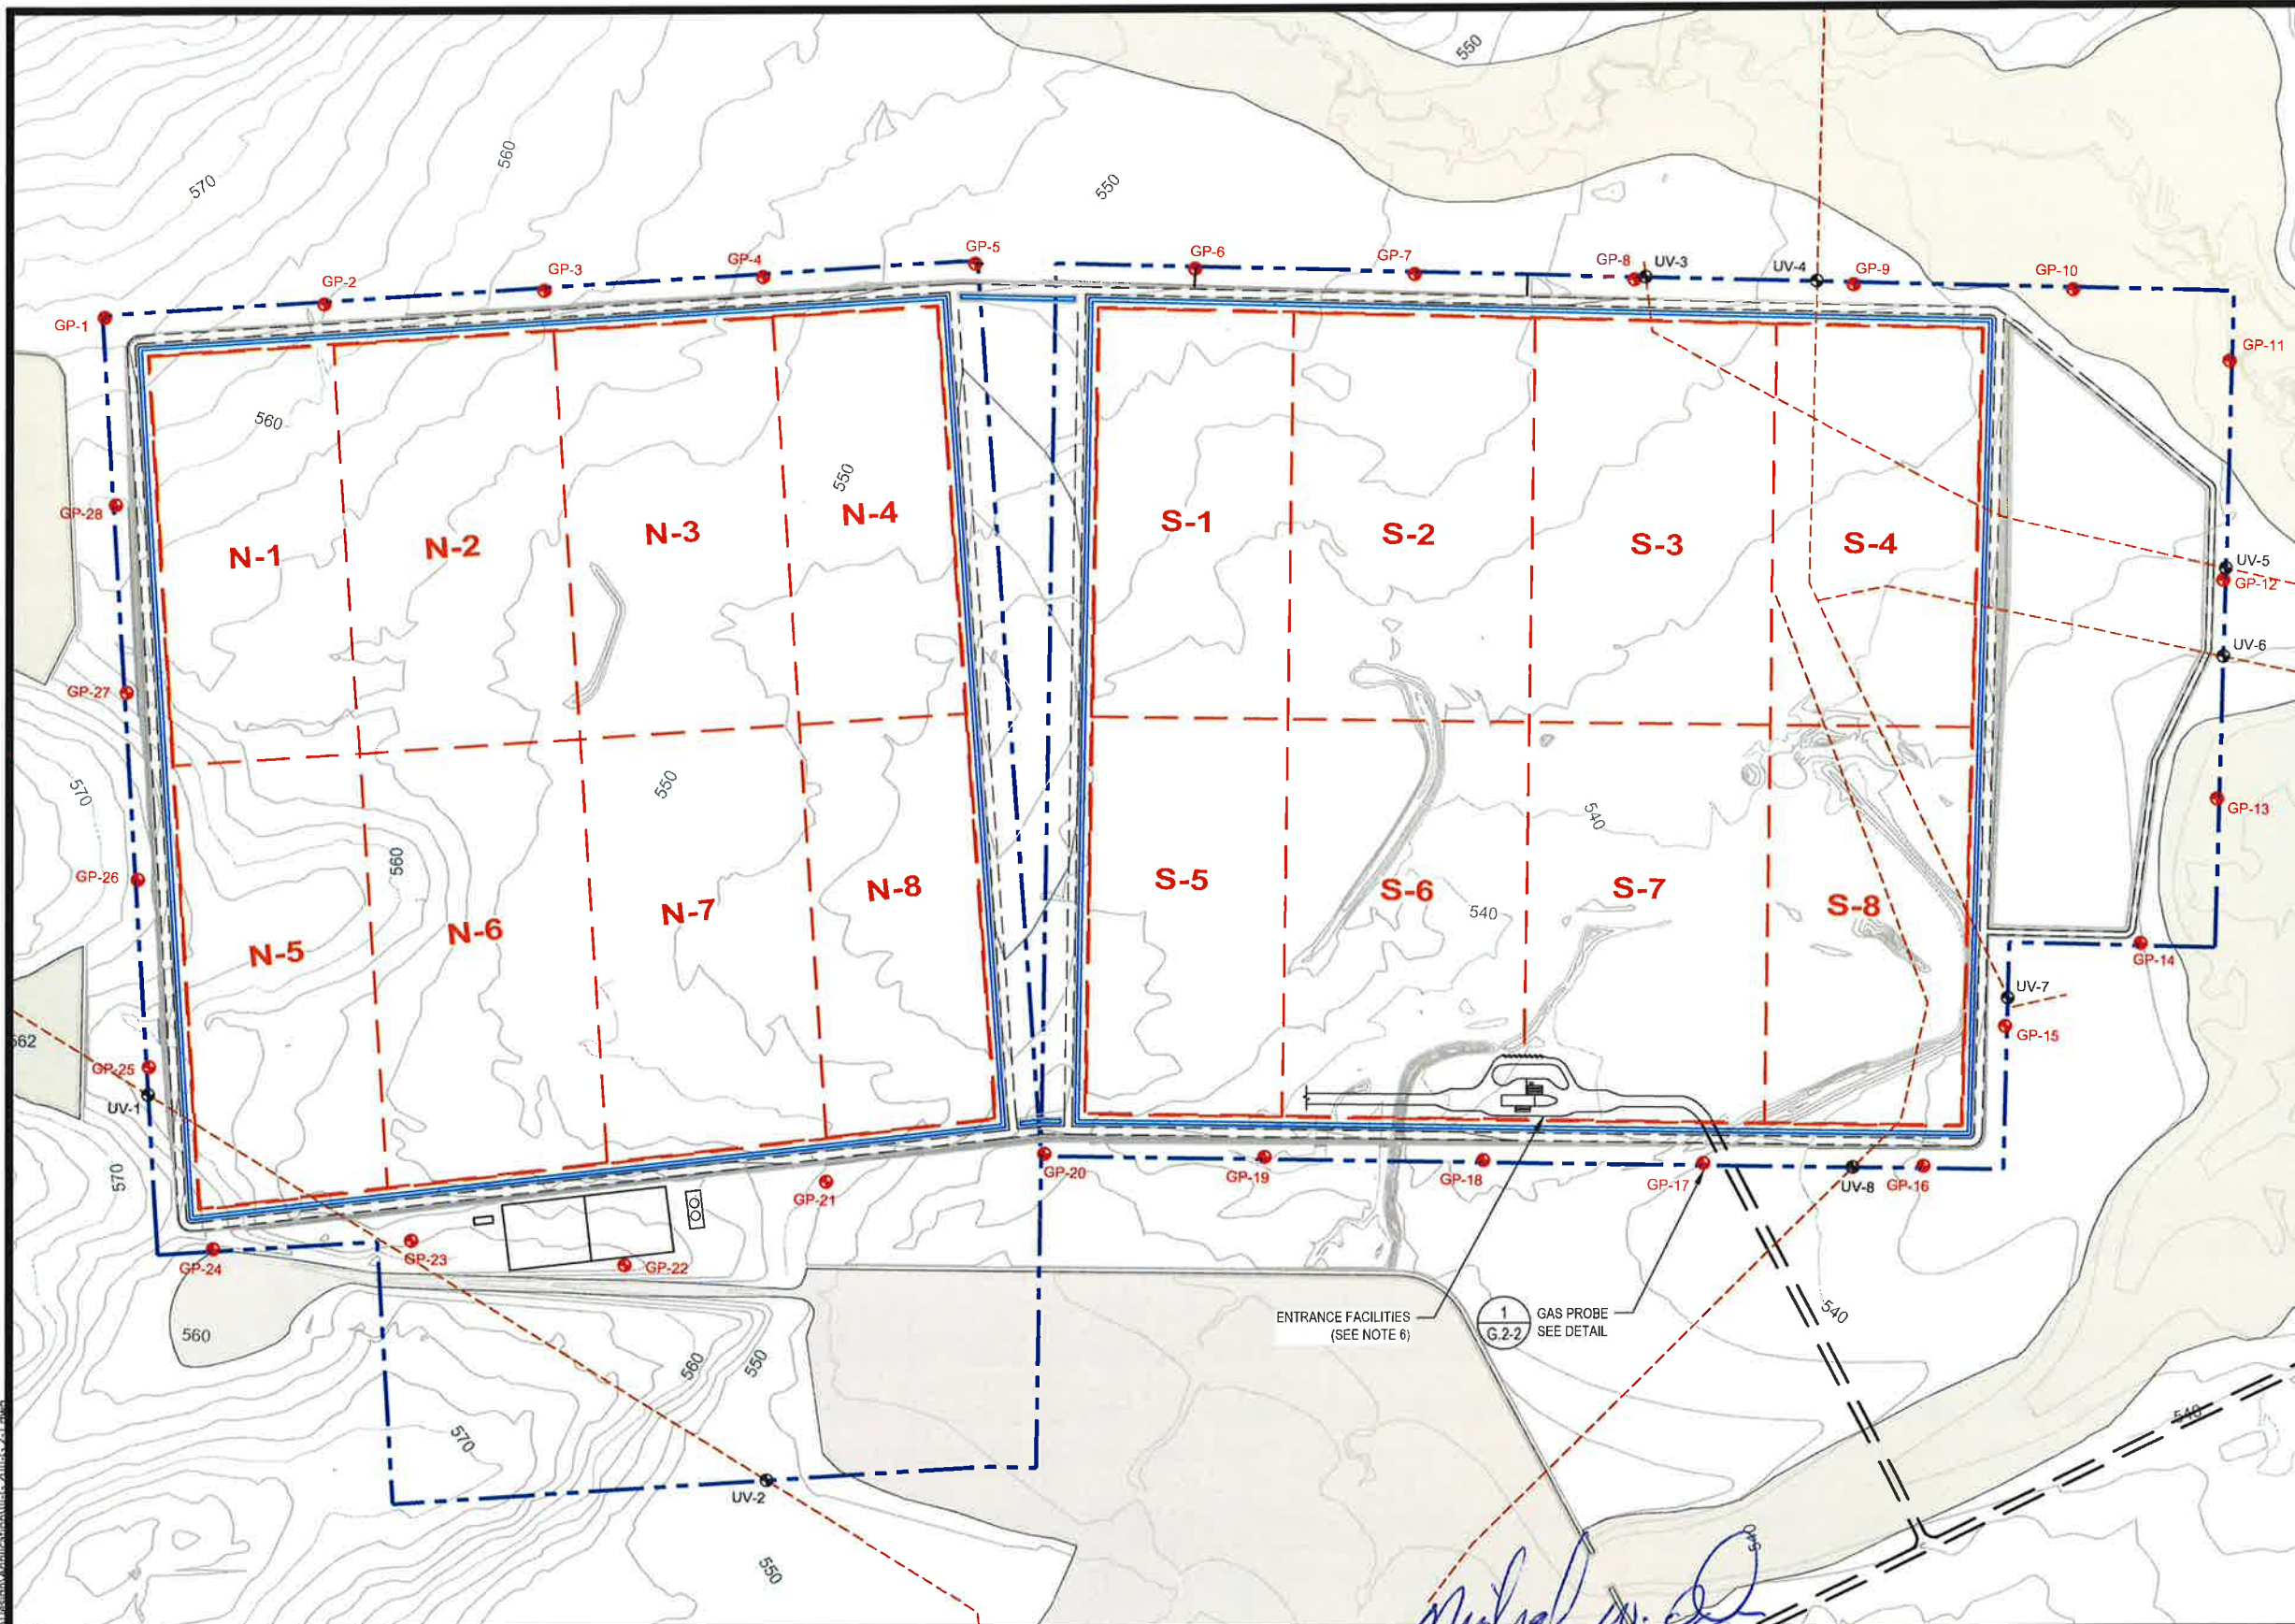 550
560
570
550
GP-5
GP-6
GP-7
GP-8
UV-3
UV-4
GP-9
GP-10
GP-4
GP-3
GP-2
GP-1
GP-11
560
550
GP-28
N-1
N-2
N-3
N-4
S-1
S-2
S-3
S-4
UV-5
GP-12
UV-6
GP-27
570
550
540
GP-13
560
GP-26
N-5
N-6
N-7
N-8
S-5
S-6
540
S-7
S-8
GP-14
UV-7
GP-15
562
GP-25
UV-1
570
GP-24
GP-23
GP-22
GP-21
GP-20
GP-19
GP-18
GP-17
UV-8
GP-16
560
560
550
ENTRANCE FACILITIES
(SEE NOTE 6)
1
G.2-2
GAS PROBE
SEE DETAIL
540
570
540
UV-2
550
540